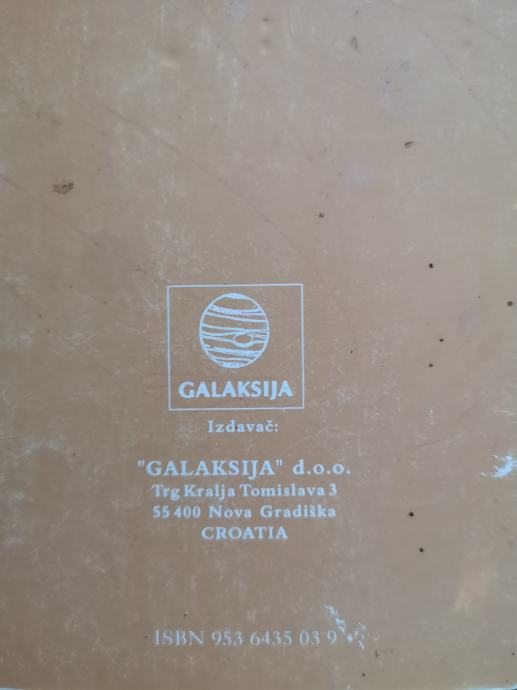 GALAKSIJA
Izdavač:
"GALAKSIJA" d.o.o.
Trg Kralja Tomislava 3
55 400 Nova Gradiška
CROATIA
ISBN 953 6435 03 9